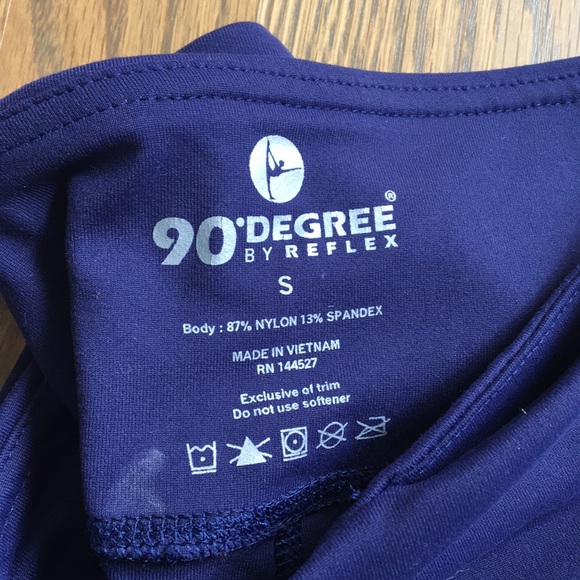 90°DEGREE®
BY REFLEX
S
Body : 87% NYLON 13% SPANDEX
MADE IN VIETNAM
RN 144527
Exclusive of trim
Do not use softener